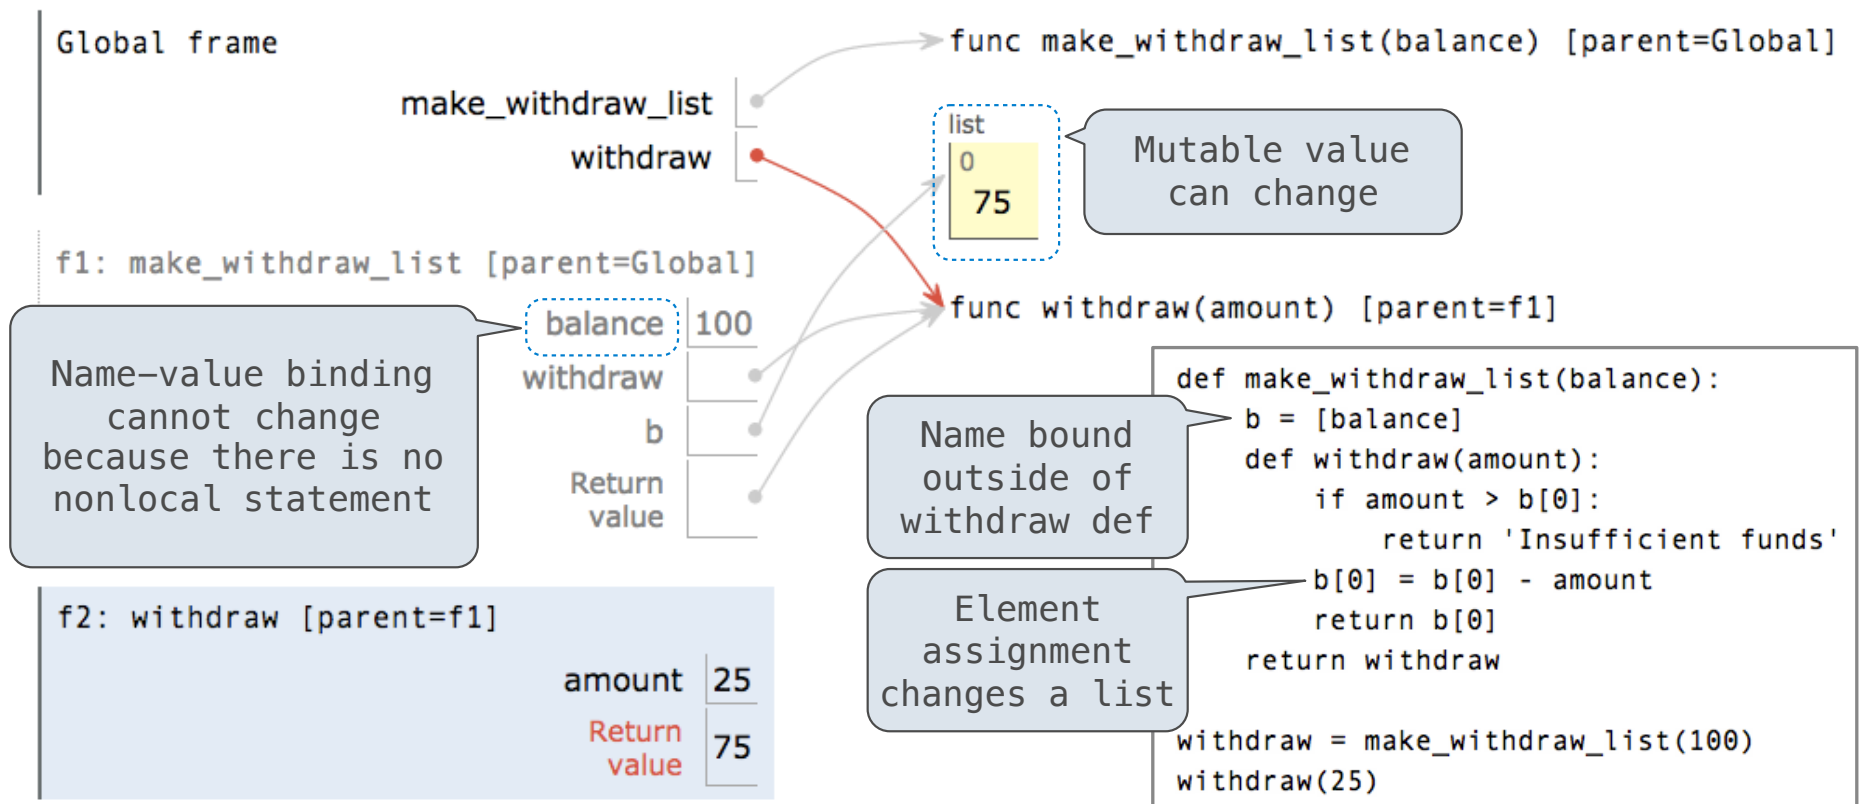 Global frame
make_withdraw_list
withdraw
func make_withdraw_list(balance) [parent=Global]
list
0
75
Mutable value
can change
f1: make_withdraw_list [parent=Global]
balance 100
withdraw
b
Return
value
func withdraw(amount) [parent=f1]
Name–value binding
cannot change
because there is no
nonlocal statement
Name bound
outside of
withdraw def
Element
assignment
changes a list
def make_withdraw_list(balance):
    b = [balance]
    def withdraw(amount):
        if amount > b[0]:
            return 'Insufficient funds'
        b[0] = b[0] - amount
        return b[0]
    return withdraw
withdraw = make_withdraw_list(100)
withdraw(25)
f2: withdraw [parent=f1]
amount 25
Return
value 75